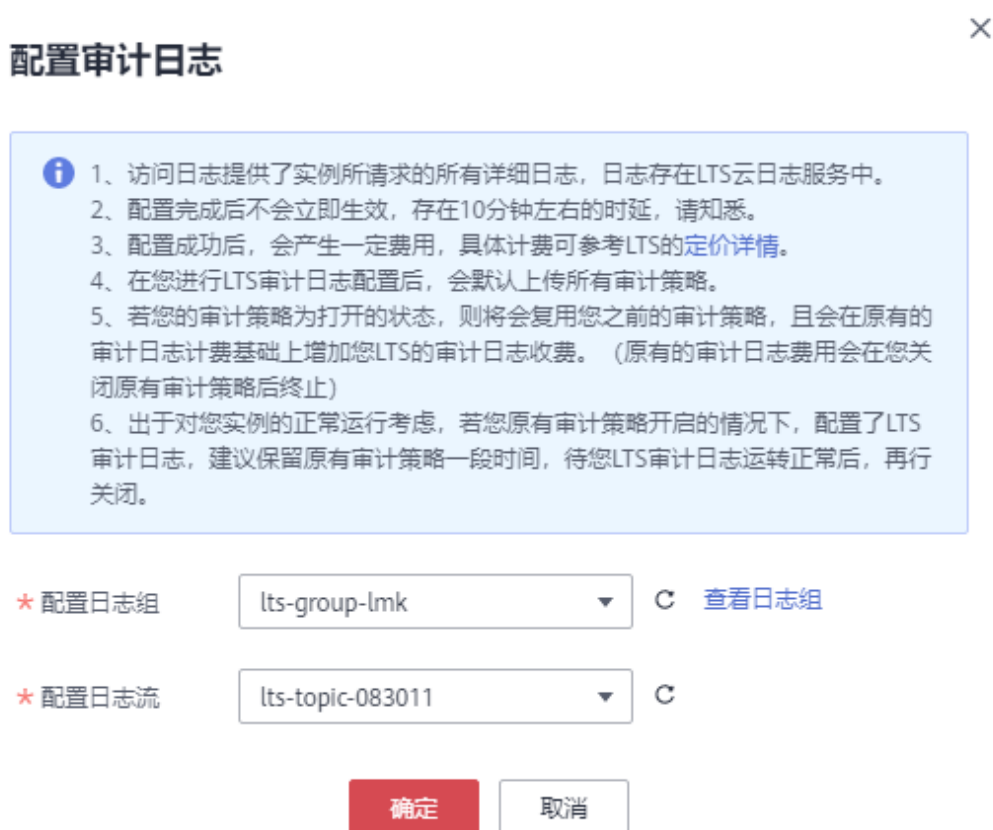 配置审计日志
1、访问日志提供了实例所请求的所有详细日志，日志存在LTS云日志服务中。
2、配置完成后不会立即生效，存在10分钟左右的时延，请知悉。
3、配置成功后，会产生一定费用，具体计费可参考LTS的定价详情。
4、在您进行LTS审计日志配置后，会默认上传所有审计策略。
5、若您的审计策略为打开的状态，则将会复用您之前的审计策略，且会在原有的
审计日志计费基础上增加您LTS的审计日志收费。（原有的审计日志费用会在您关
闭原有审计策略后终止）
6、出于对您实例的正常运行考虑，若您原有审计策略开启的情况下，配置了LTS
审计日志，建议保留原有审计策略一段时间，待您LTS审计日志运转正常后，再行
关闭。
* 配置日志组 lts-group-lmk 查看日志组
* 配置日志流 lts-topic-083011
确定 取消